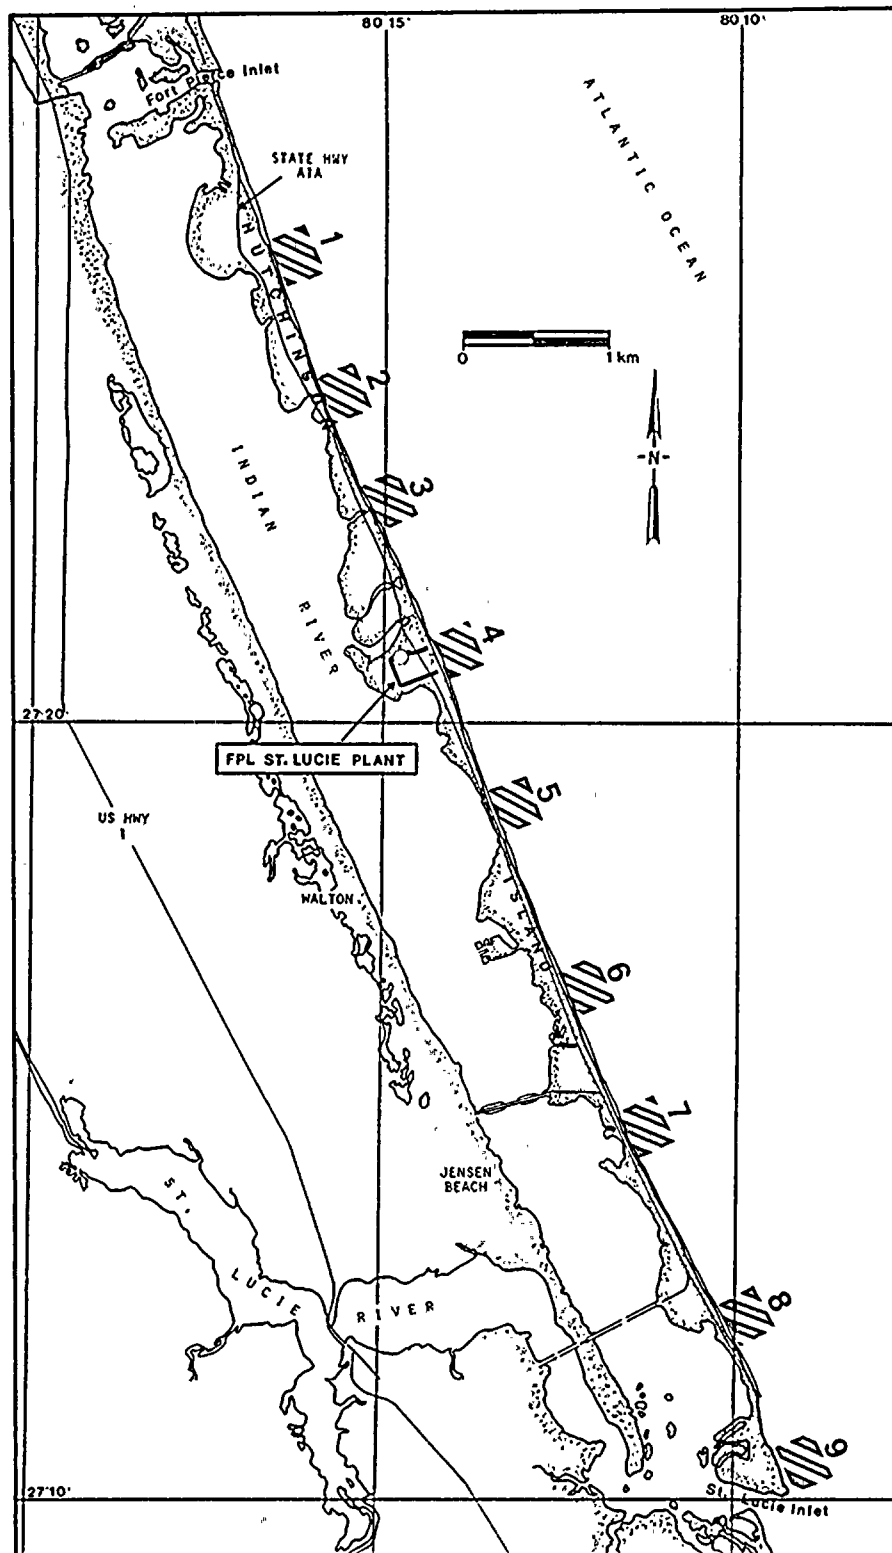 80 15'
80 10'
Fort Pierce Inlet
ATLANTIC OCEAN
STATE HWY
A1A
HUTCHINSON
1
0
1 km
2
-N-
INDIAN
3
RIVER
4
27 20'
FPL ST. LUCIE PLANT
5
US HWY
1
WALTON
ISLAND
6
7
JENSEN
BEACH
ST.
LUCIE
RIVER
8
9
27 10'
St. Lucie Inlet